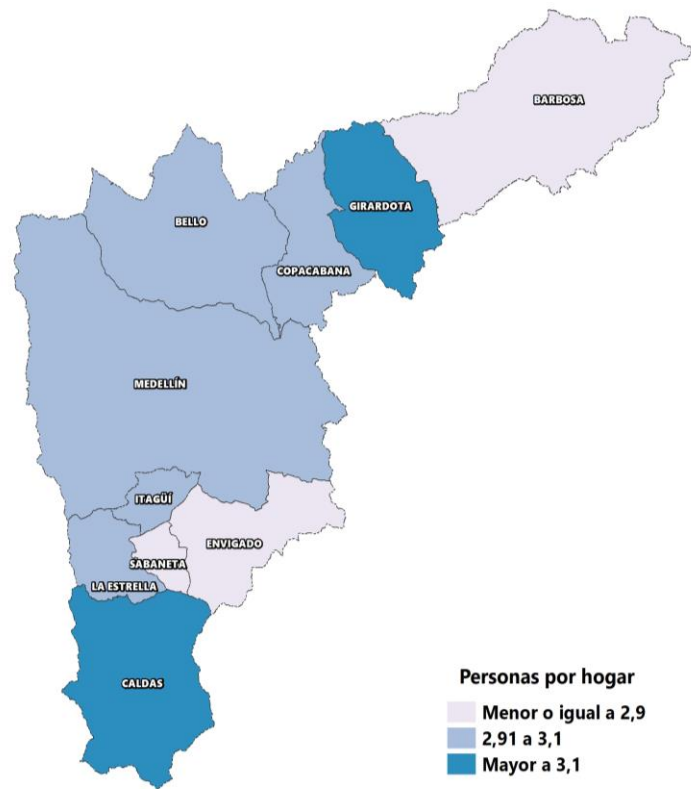 BARBOSA
GIRARDOTA
BELLO
COPACABANA
MEDELLÍN
ITAGÜÍ
ENVIGADO
SABANETA
LA ESTRELLA
CALDAS
Personas por hogar
Menor o igual a 2,9
2,91 a 3,1
Mayor a 3,1